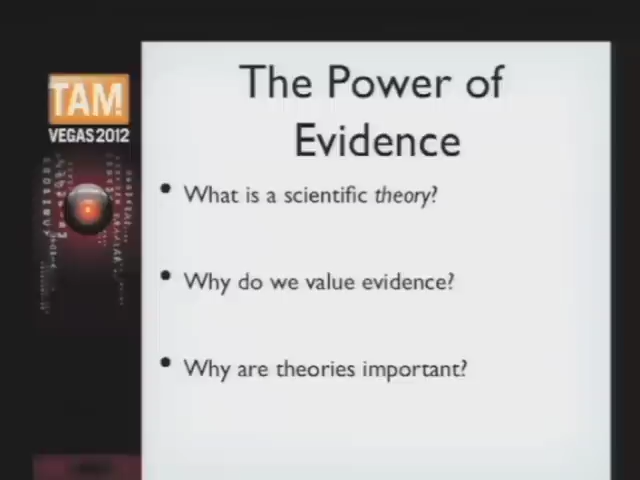 TAM!
VEGAS 2012
The Power of
Evidence
• What is a scientific theory?
• Why do we value evidence?
• Why are theories important?